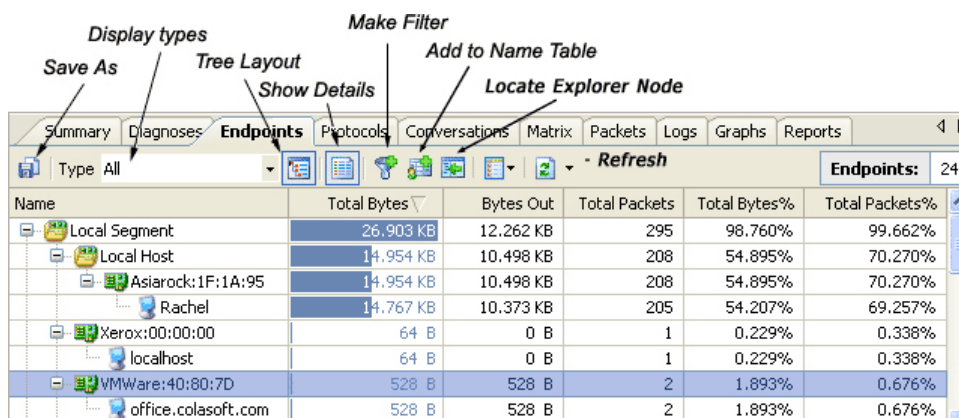 Make Filter
Display types
Add to Name Table
Save As
Tree Layout
Locate Explorer Node
Show Details
Summary Diagnoses Endpoints Protocols Conversations Matrix Packets Logs Graphs Reports
Type All - Refresh Endpoints: 24
Name Total Bytes Bytes Out Total Packets Total Bytes% Total Packets%
Local Segment 26.903 KB 12.262 KB 295 98.760% 99.662%
Local Host 14.954 KB 10.498 KB 208 54.895% 70.270%
Asiarock:1F:1A:95 14.954 KB 10.498 KB 208 54.895% 70.270%
Rachel 14.767 KB 10.373 KB 205 54.207% 69.257%
Xerox:00:00:00 64 B 0 B 1 0.229% 0.338%
localhost 64 B 0 B 1 0.229% 0.338%
VMWare:40:80:7D 528 B 528 B 2 1.893% 0.676%
office.colasoft.com 528 B 528 B 2 1.893% 0.676%